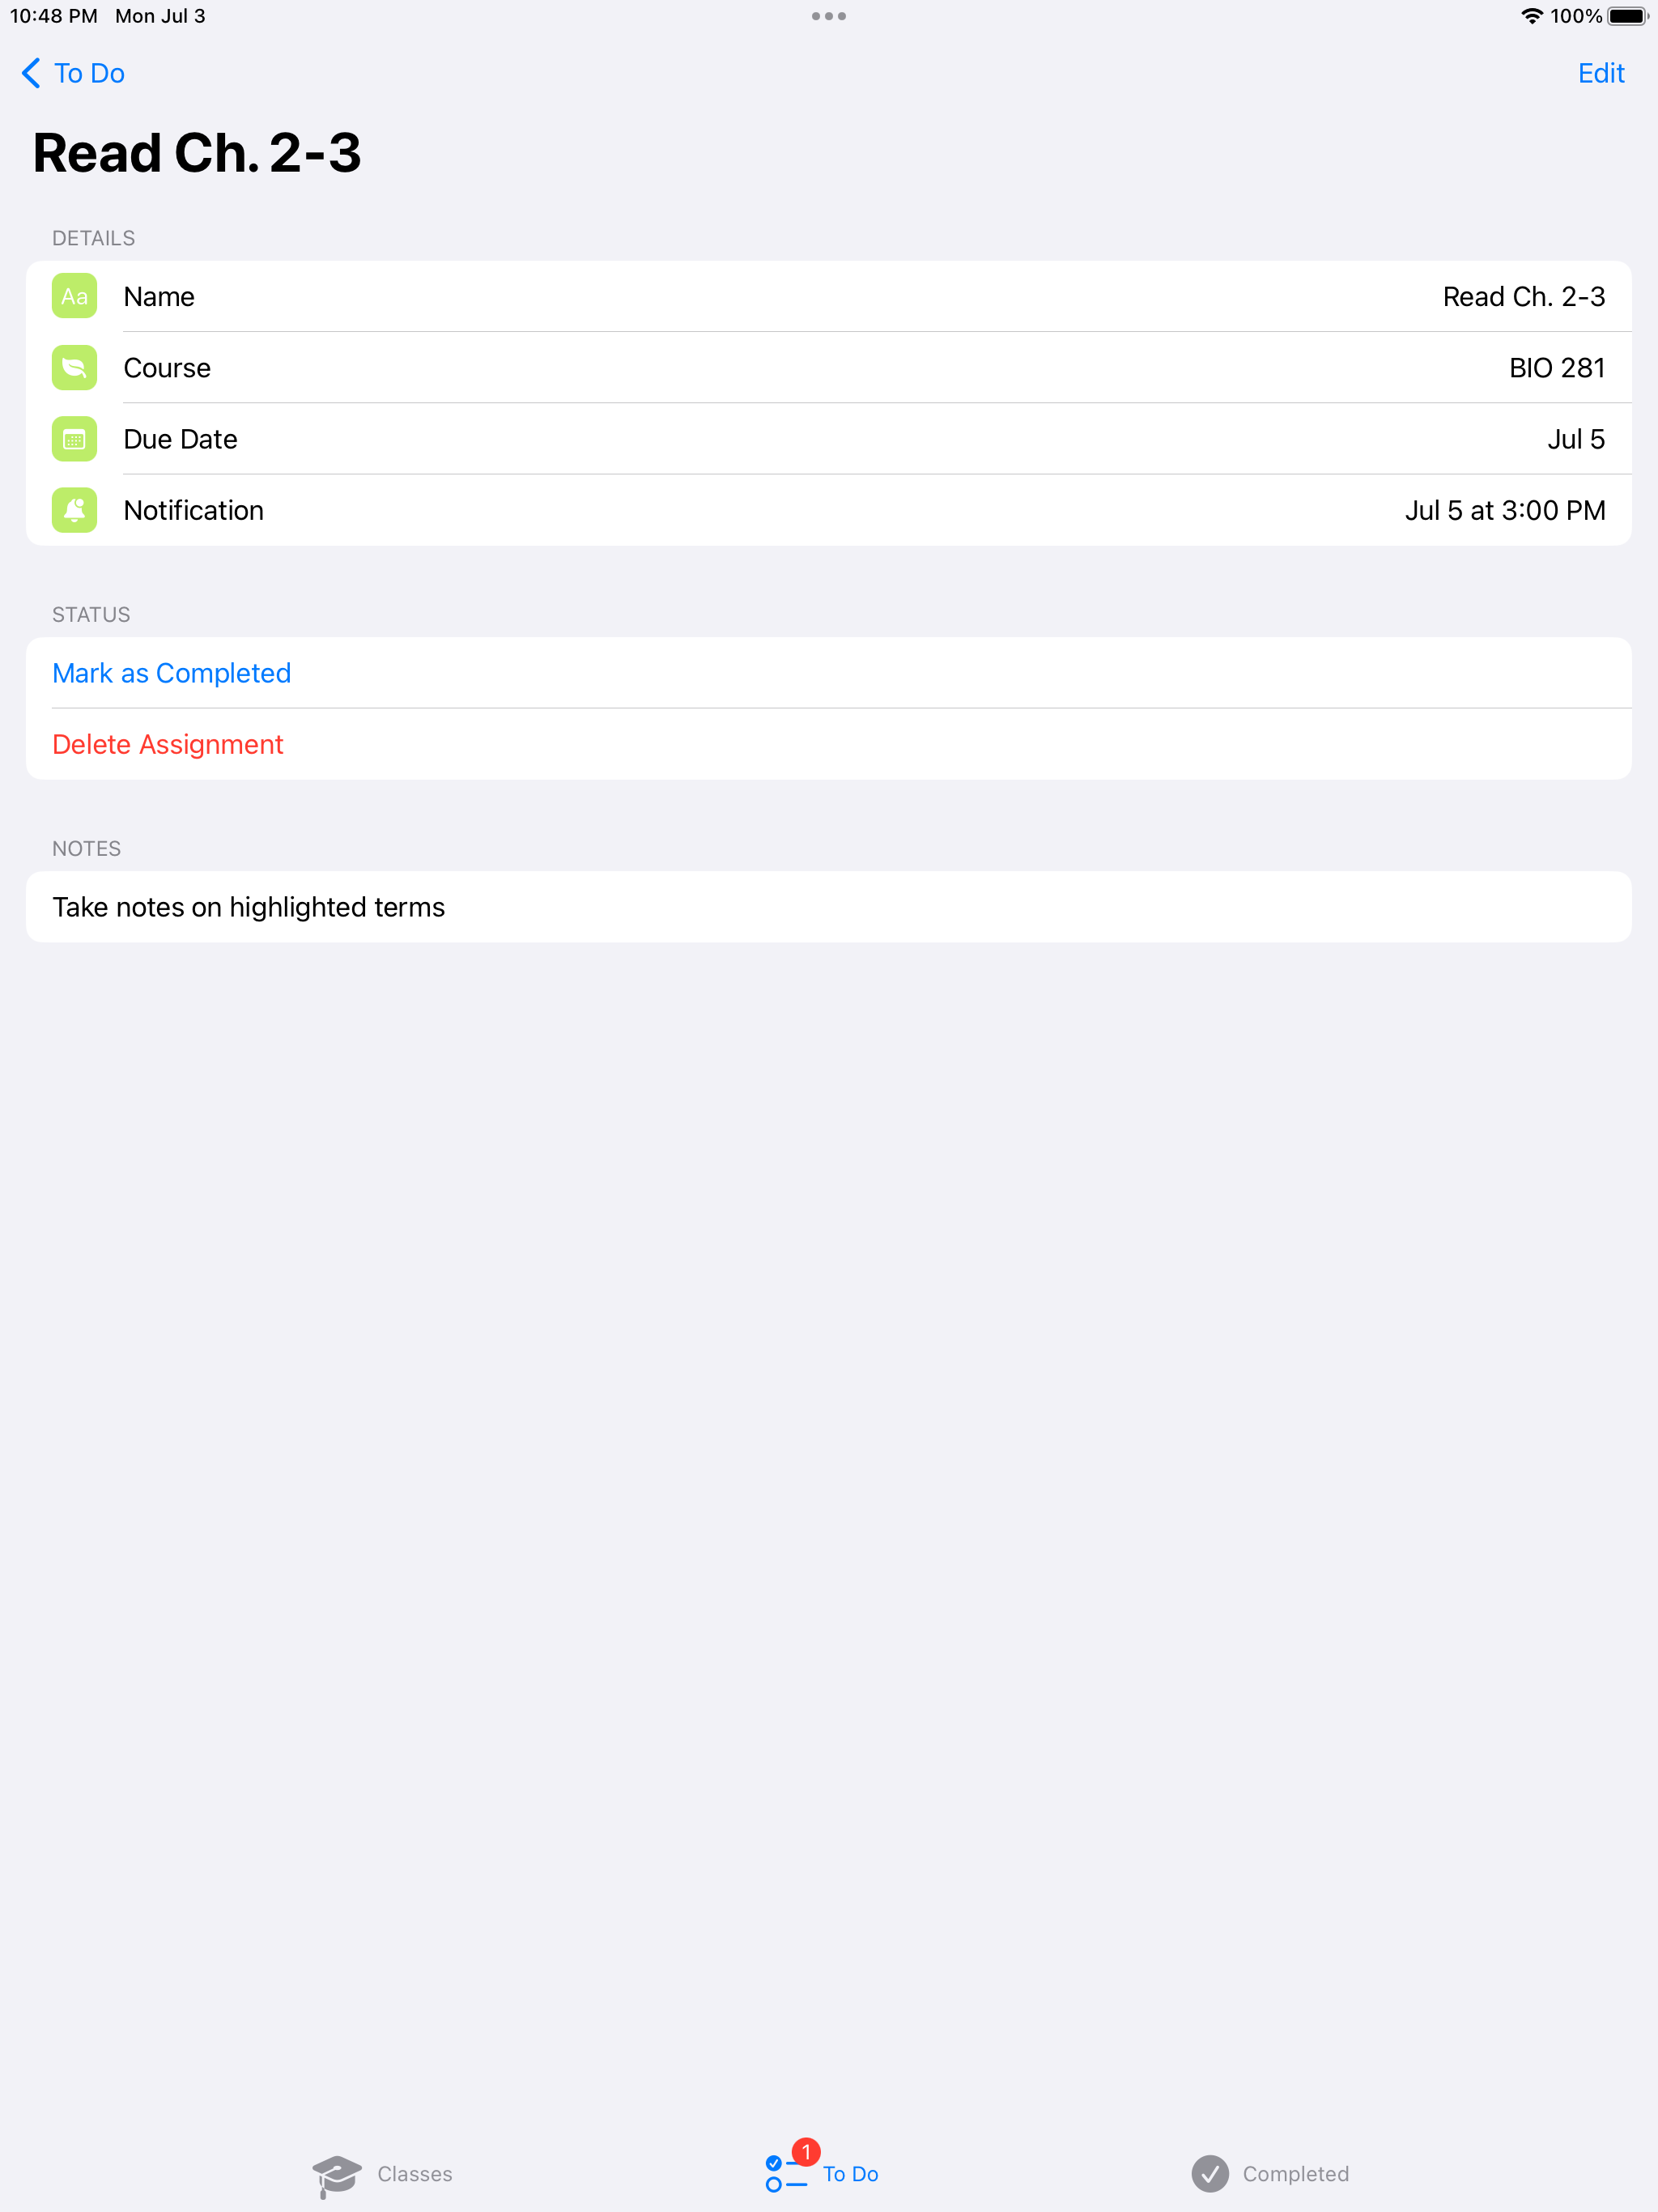 10:48 PM Mon Jul 3 100%
To Do Edit
Read Ch. 2-3
DETAILS
Aa Name Read Ch. 2-3
Course BIO 281
Due Date Jul 5
Notification Jul 5 at 3:00 PM
STATUS
Mark as Completed
Delete Assignment
NOTES
Take notes on highlighted terms
Classes 1 To Do Completed